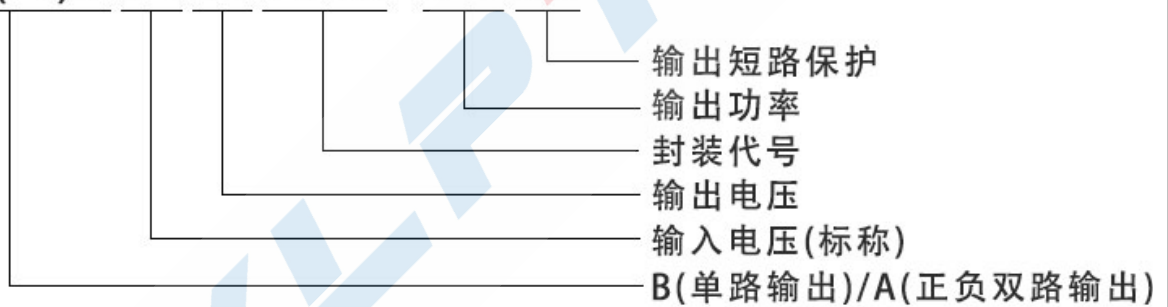 输出短路保护
输出功率
封装代号
输出电压
输入电压(标称)
B(单路输出)/A(正负双路输出)